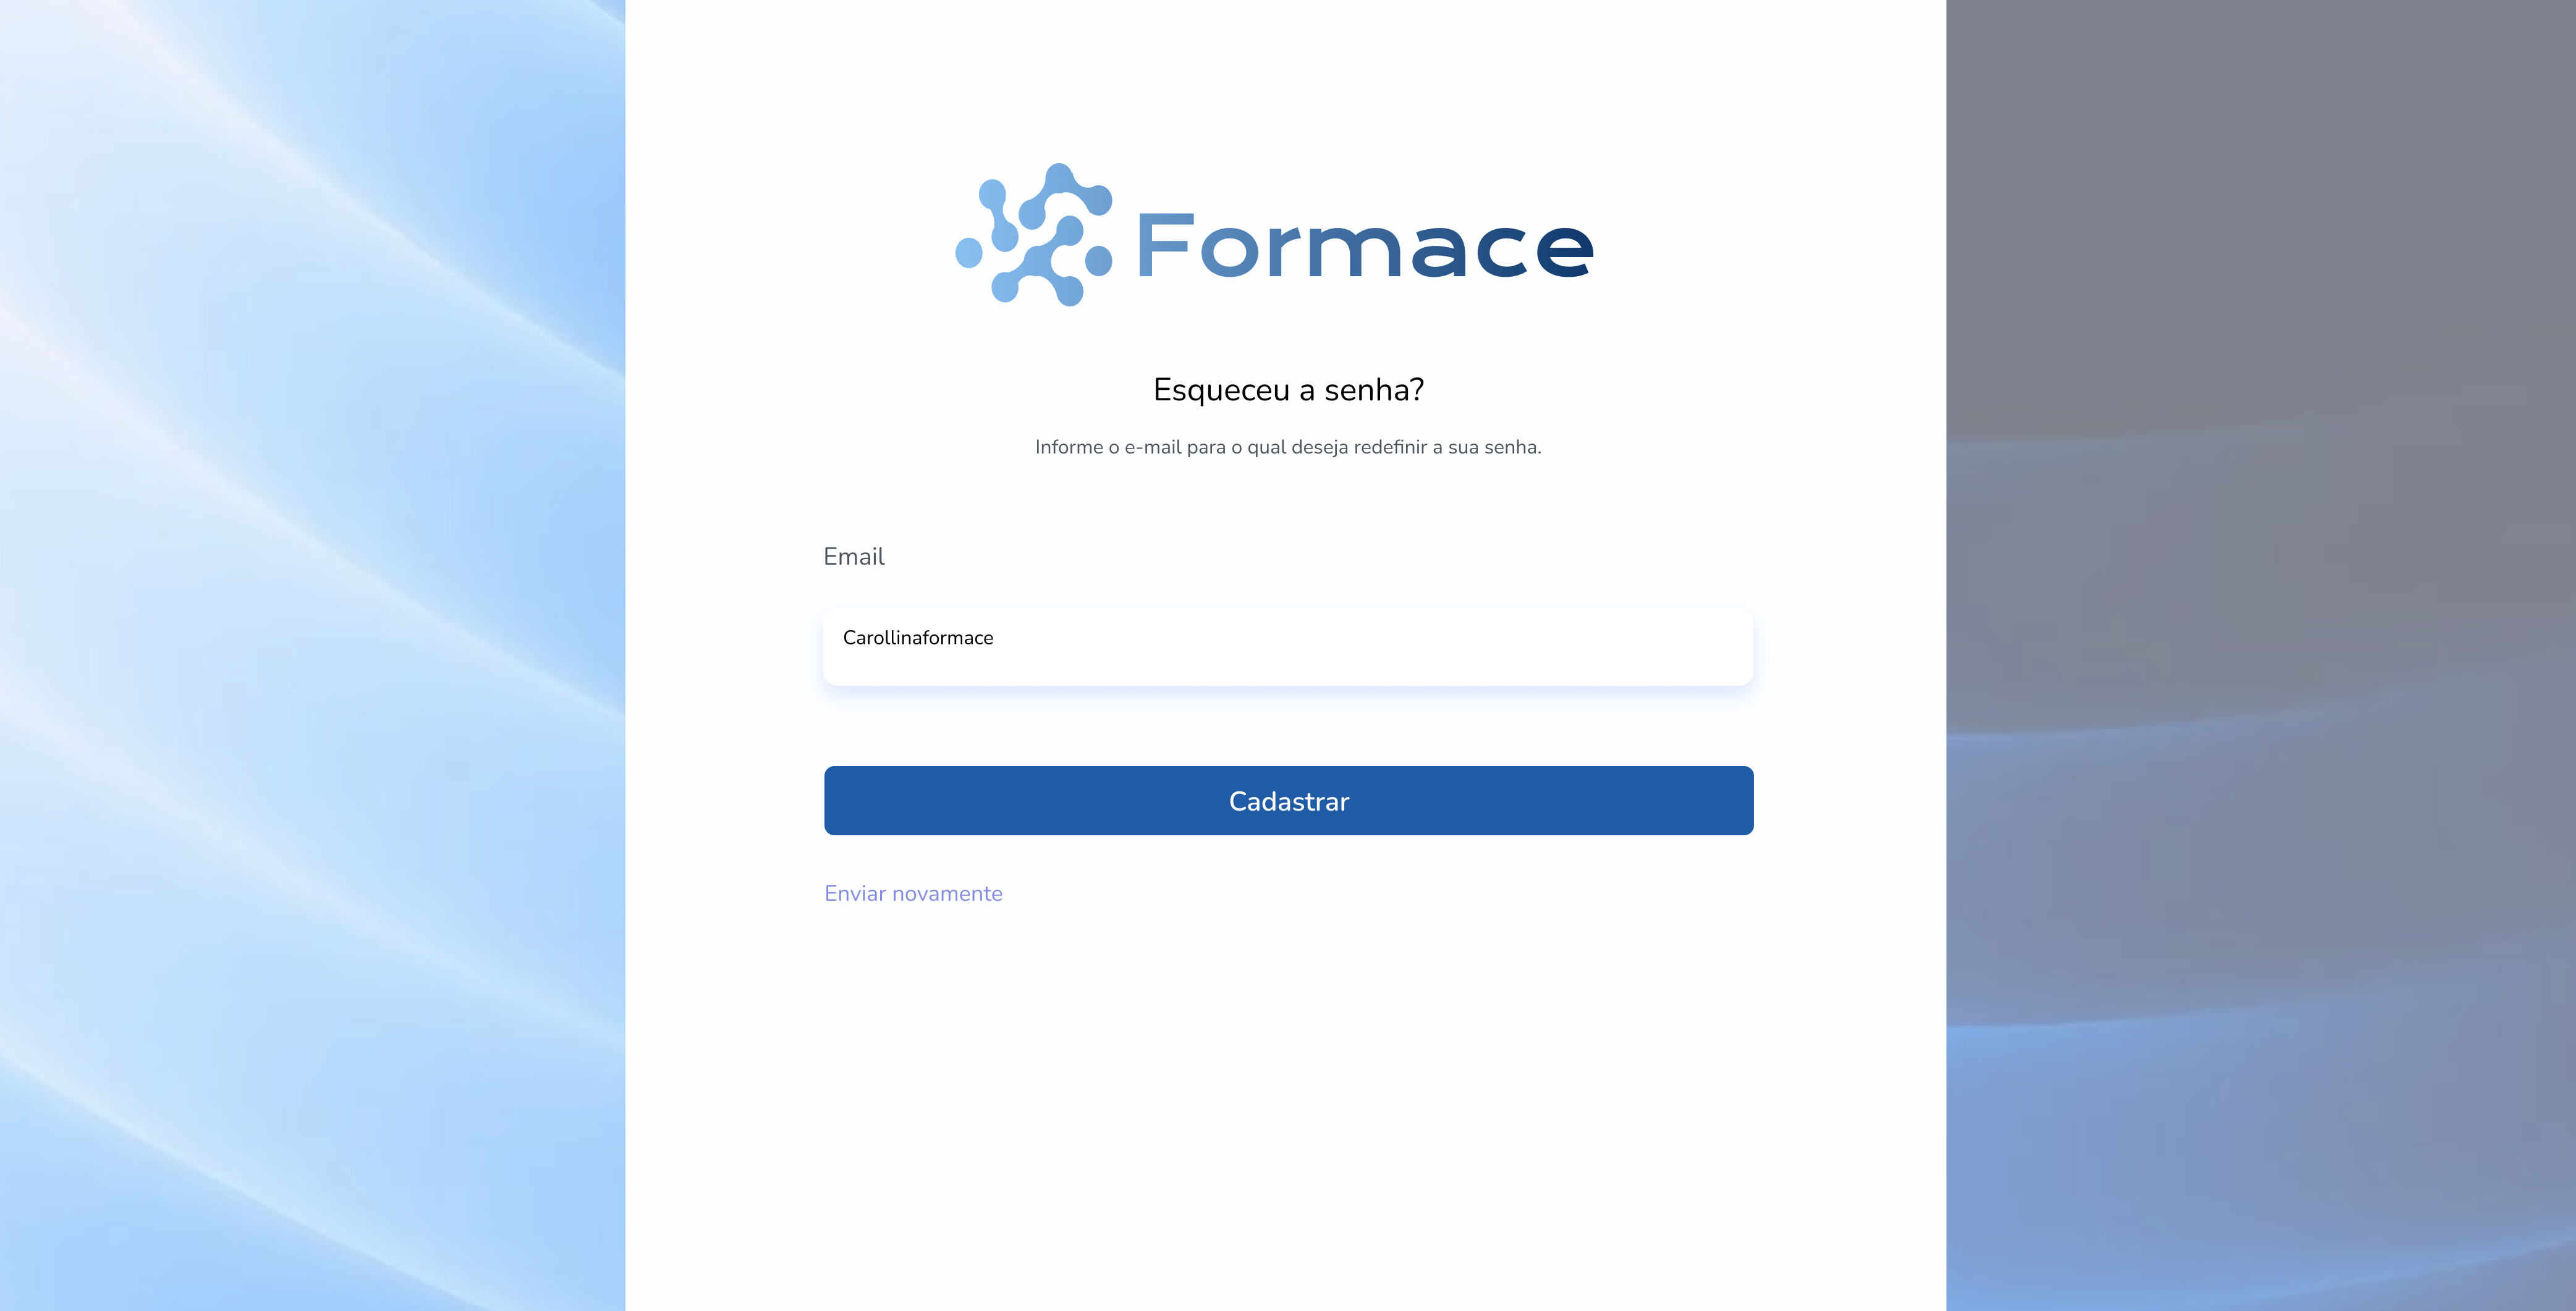 Formace
Esqueceu a senha?
Informe o e-mail para o qual deseja redefinir a sua senha.
Email
Carollinaformace
Cadastrar
Enviar novamente